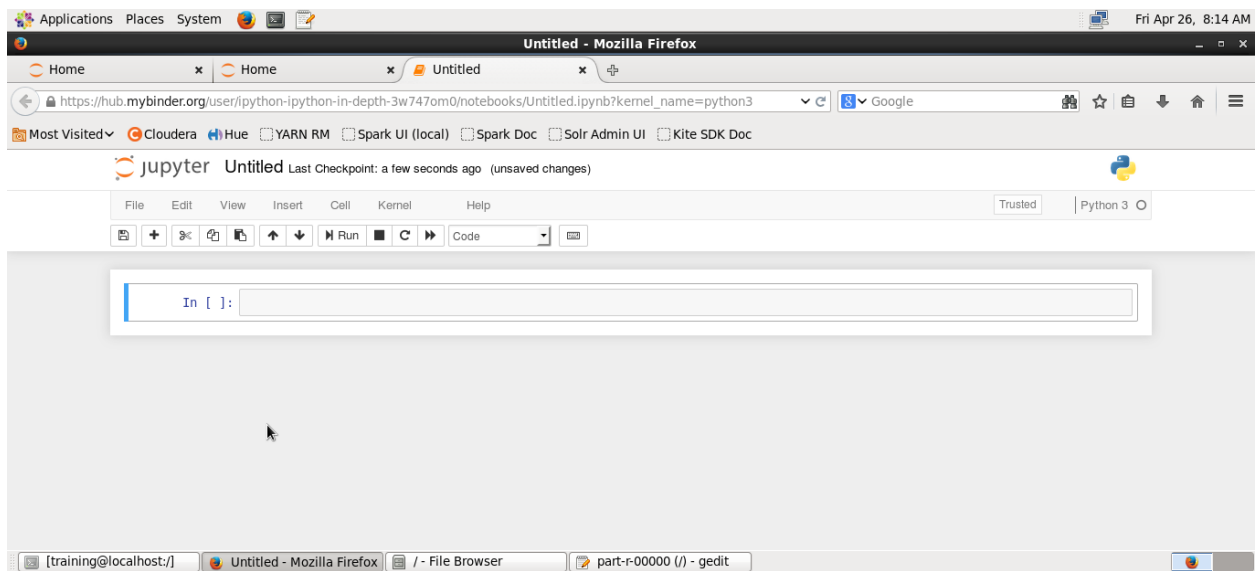 Applications Places System Fri Apr 26, 8:14 AM
Untitled - Mozilla Firefox
Home Home Untitled
https://hub.mybinder.org/user/ipython-ipython-in-depth-3w747om0/notebooks/Untitled.ipynb?kernel_name=python3 Google
Most Visited Cloudera Hue YARN RM Spark UI (local) Spark Doc Solr Admin UI Kite SDK Doc
jupyter Untitled Last Checkpoint: a few seconds ago (unsaved changes)
File Edit View Insert Cell Kernel Help Trusted Python 3
Run Code
In [ ]:
[training@localhost:/] Untitled - Mozilla Firefox / - File Browser part-r-00000 (/) - gedit